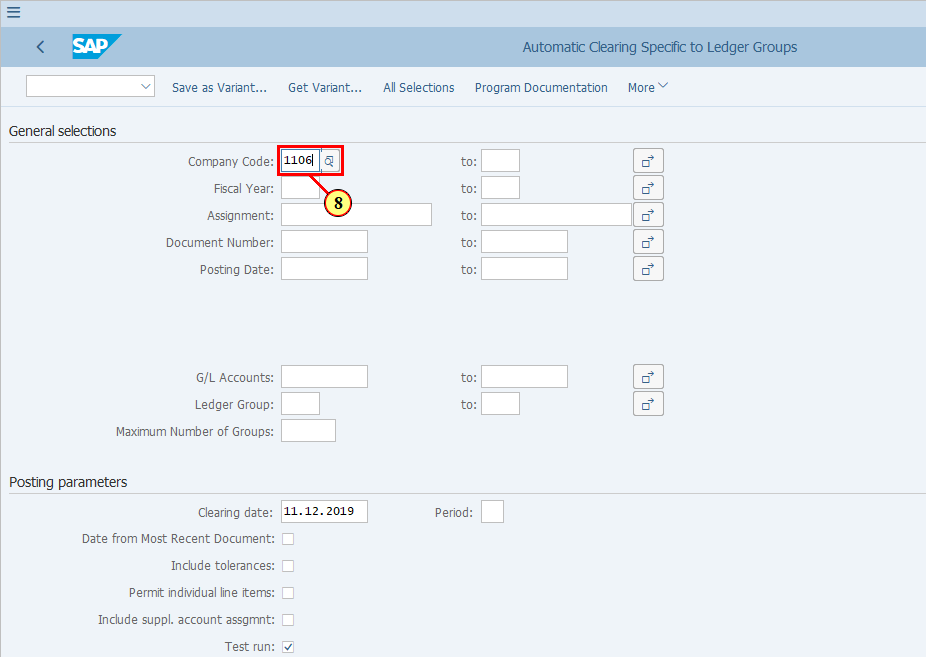 SAP
Automatic Clearing Specific to Ledger Groups
Save as Variant... Get Variant... All Selections Program Documentation More
General selections
Company Code: 1106 to:
Fiscal Year: to:
8
Assignment: to:
Document Number: to:
Posting Date: to:
G/L Accounts: to:
Ledger Group: to:
Maximum Number of Groups:
Posting parameters
Clearing date: 11.12.2019 Period:
Date from Most Recent Document:
Include tolerances:
Permit individual line items:
Include suppl. account assgmnt:
Test run: